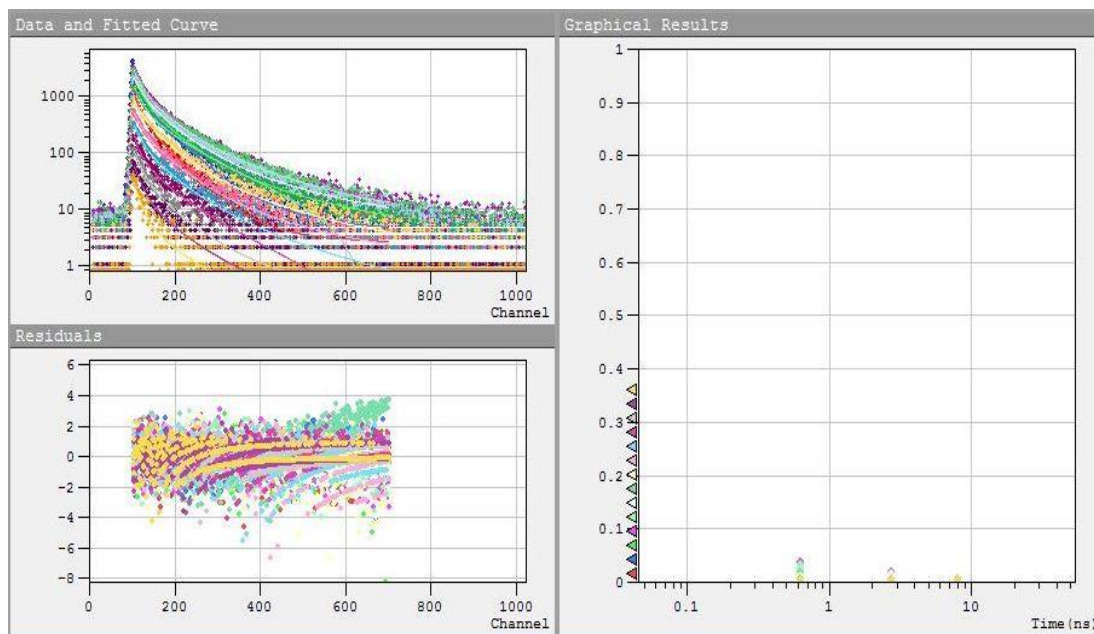 Data and Fitted Curve
1000
100
10
1
0 200 400 600 800 1000
Channel
Residuals
6
4
2
0
-2
-4
-6
-8
0 200 400 600 800 1000
Channel
Graphical Results
1
0.9
0.8
0.7
0.6
0.5
0.4
0.3
0.2
0.1
0
0.1 1 10
Time(ns)